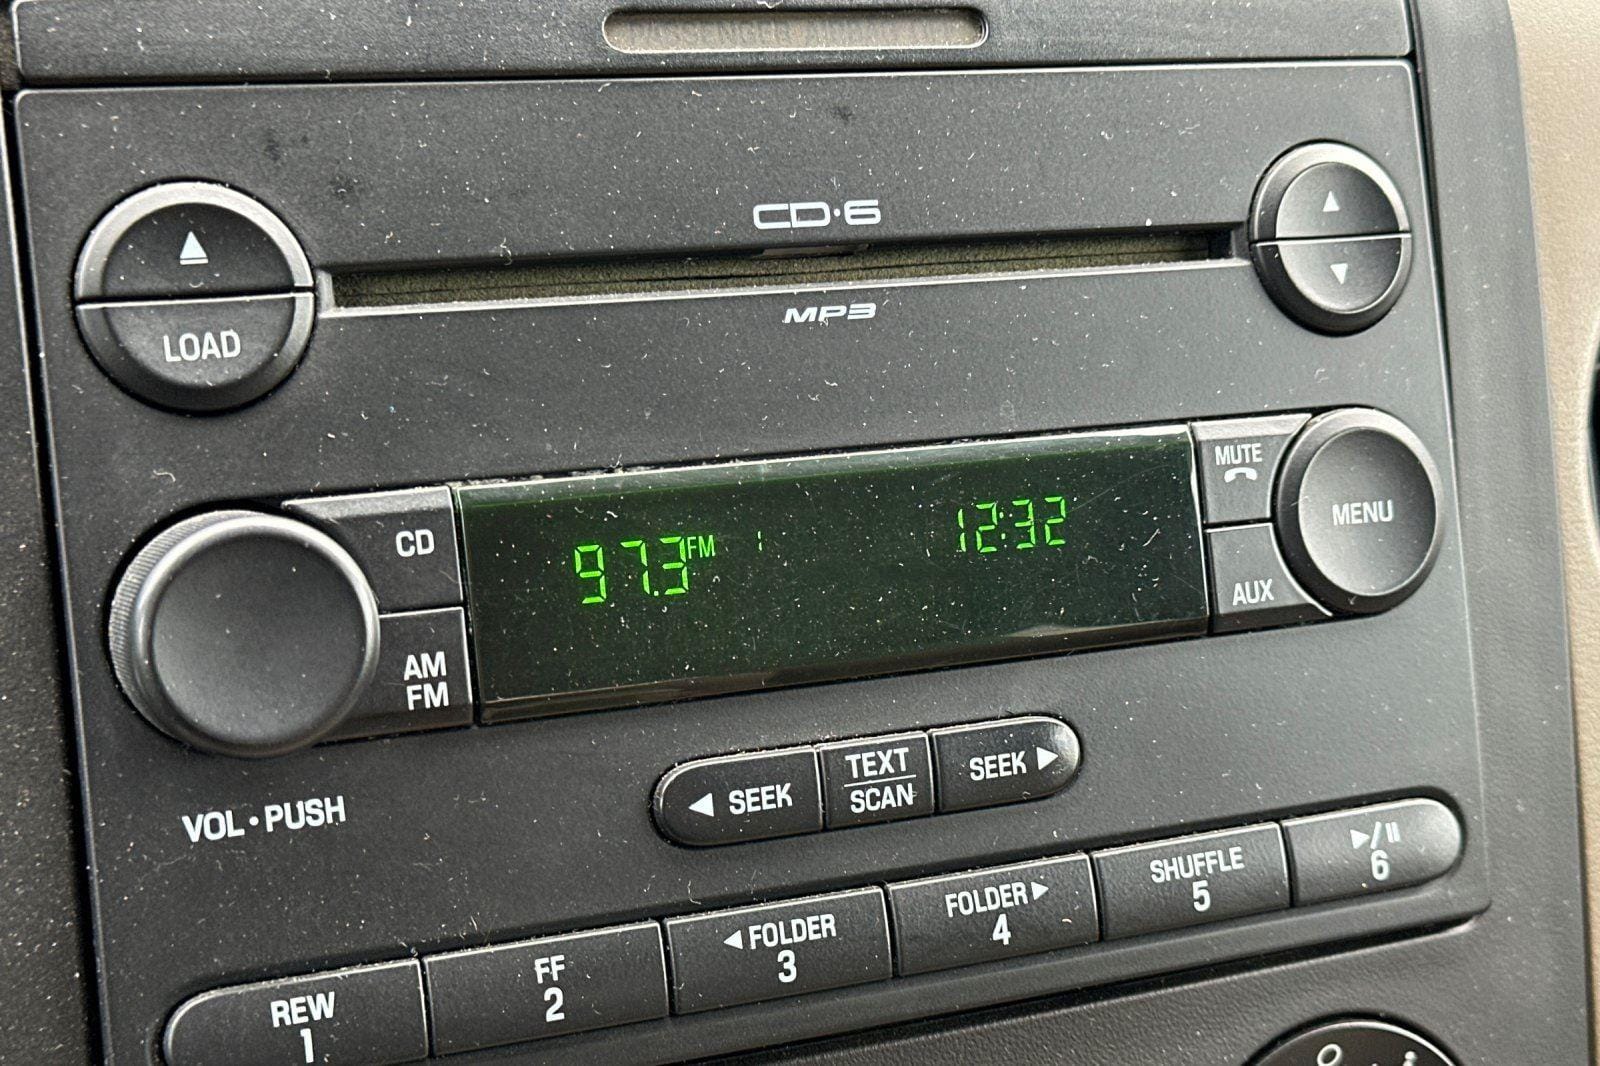 CD·6
LOAD
MP3
CD
97.3 FM 1
12:32
MUTE
MENU
AUX
AM
FM
VOL·PUSH
◀ SEEK
TEXT
SCAN
SEEK ▶
REW
1
FF
2
◀ FOLDER
3
FOLDER ▶
4
SHUFFLE
5
▶/II
6